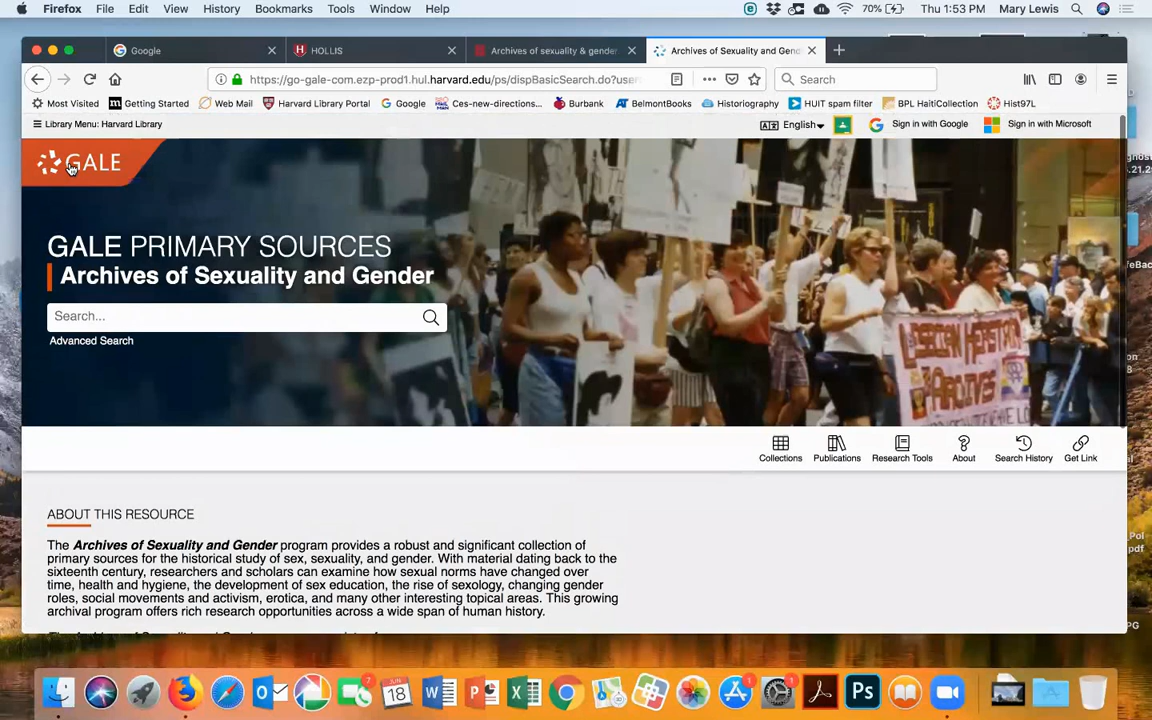 Firefox File Edit View History Bookmarks Tools Window Help 70% Thu 1:53 PM Mary Lewis
Google HOLLIS Archives of sexuality & gende Archives of Sexuality and Gen
https://go-gale-com.ezp-prod1.hul.harvard.edu/ps/dispBasicSearch.do?user Search
Most Visited Getting Started Web Mail Harvard Library Portal Google Ces-new-directions... Burbank BelmontBooks Historiography HUIT spam filter BPL HaitiCollection Hist97L
Library Menu: Harvard Library English Sign in with Google Sign in with Microsoft
GALE
GALE PRIMARY SOURCES
Archives of Sexuality and Gender
Search...
Advanced Search
LESBIAN HERSTORY
ARCHIVES
Collections Publications Research Tools About Search History Get Link
ABOUT THIS RESOURCE
The Archives of Sexuality and Gender program provides a robust and significant collection of
primary sources for the historical study of sex, sexuality, and gender. With material dating back to the
sixteenth century, researchers and scholars can examine how sexual norms have changed over
time, health and hygiene, the development of sex education, the rise of sexology, changing gender
roles, social movements and activism, erotica, and many other interesting topical areas. This growing
archival program offers rich research opportunities across a wide span of human history.
7 JUN 18 1 1